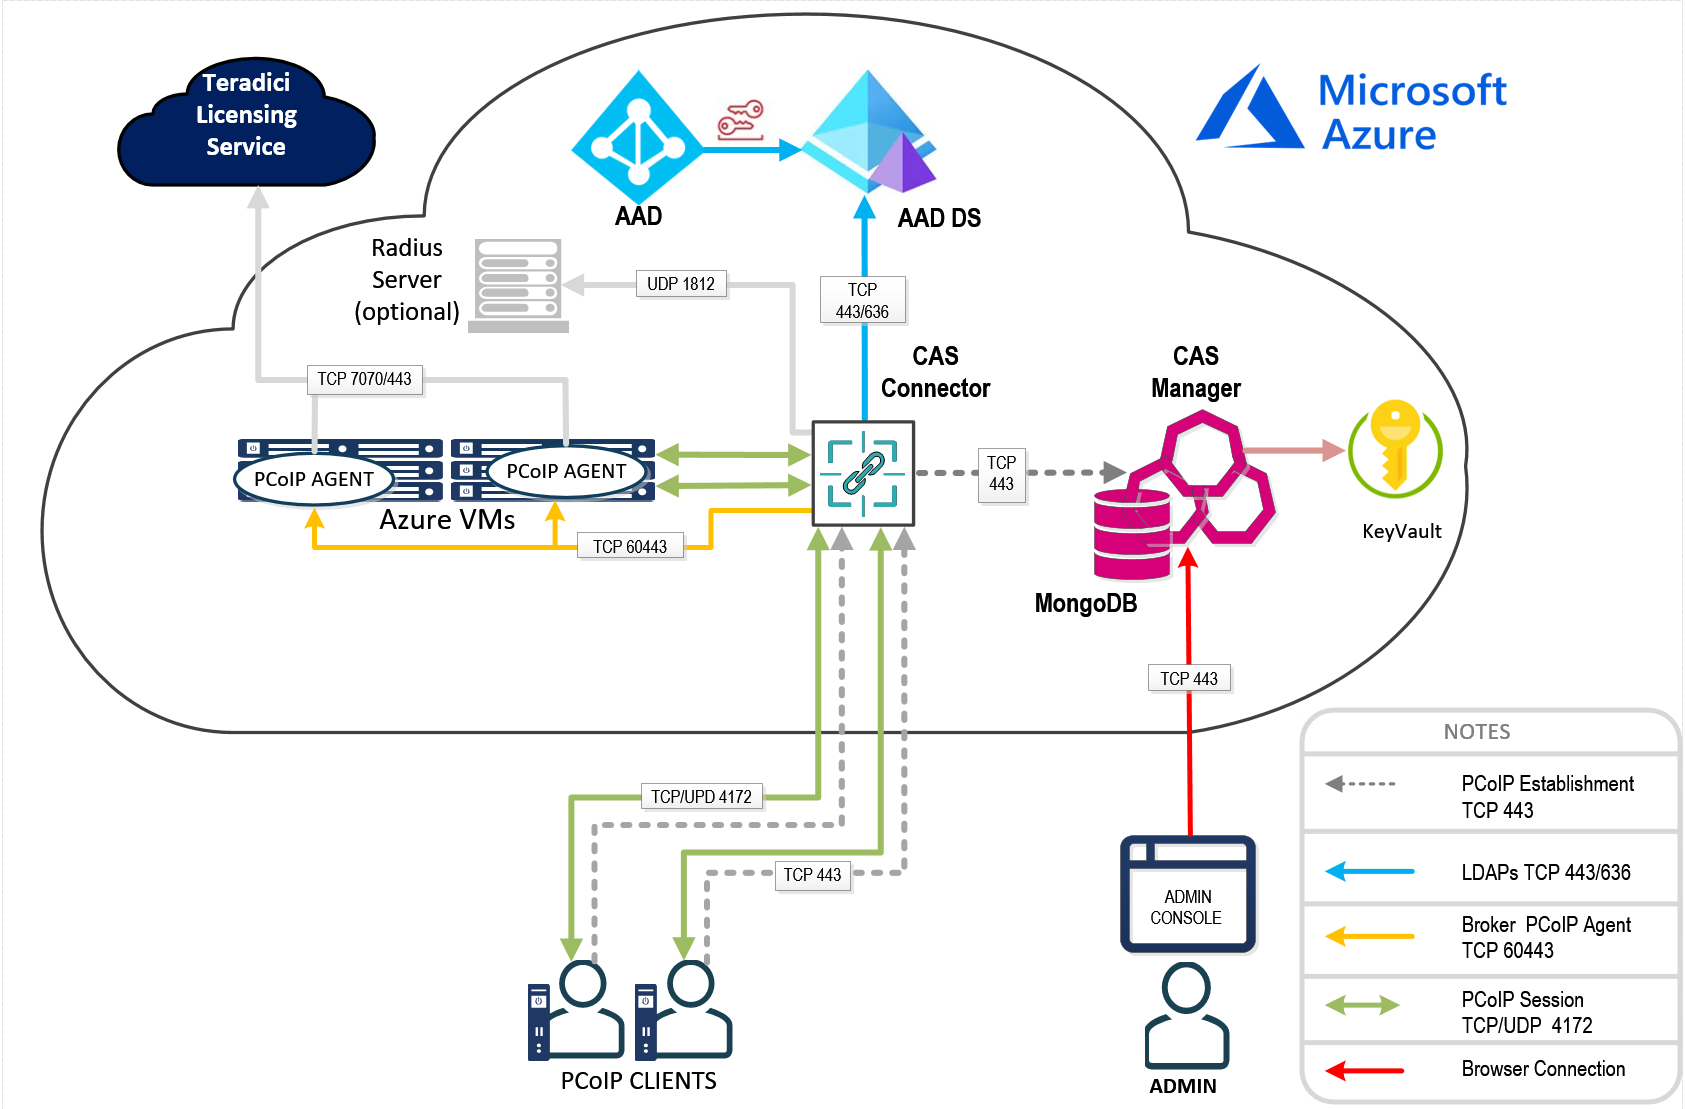 Teradici
Licensing
Service
Microsoft
Azure
AAD
AAD DS
Radius
Server
(optional)
UDP 1812
TCP
443/636
CAS
Connector
CAS
Manager
TCP 7070/443
PCoIP AGENT
PCoIP AGENT
Azure VMs
TCP
443
KeyVault
TCP 60443
MongoDB
TCP 443
TCP/UPD 4172
TCP 443
ADMIN
CONSOLE
PCoIP CLIENTS
ADMIN
NOTES
PCoIP Establishment
TCP 443
LDAPs TCP 443/636
Broker PCoIP Agent
TCP 60443
PCoIP Session
TCP/UDP 4172
Browser Connection